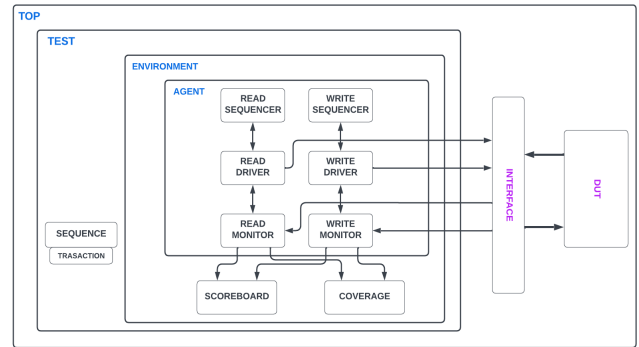 TOP
TEST
ENVIRONMENT
AGENT
READ
SEQUENCER
WRITE
SEQUENCER
READ
DRIVER
WRITE
DRIVER
READ
MONITOR
WRITE
MONITOR
SEQUENCE
TRASACTION
SCOREBOARD
COVERAGE
INTERFACE
DUT